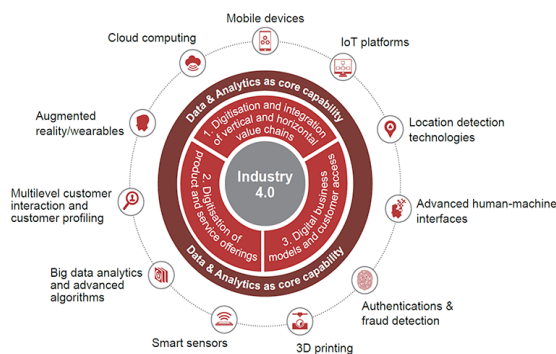 Mobile devices
Cloud computing
IoT platforms
Augmented
reality/wearables
Location detection
technologies
Multilevel customer
interaction and
customer profiling
Advanced human-machine
interfaces
Big data analytics
and advanced
algorithms
Authentications &
fraud detection
Smart sensors
3D printing
Data & Analytics as core capability
1. Digitisation and integration
of vertical and horizontal
value chains
2. Digitisation of
product and service offerings
3. Digital business
models and customer access
Industry
4.0
Data & Analytics as core capability